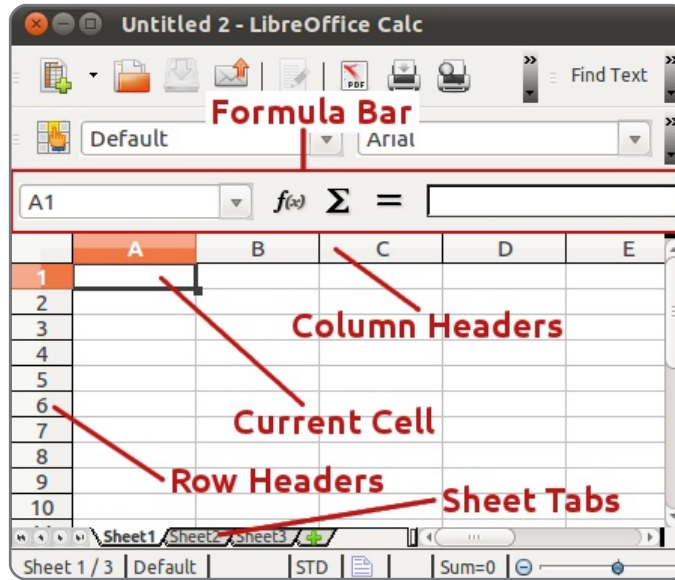 Untitled 2 - LibreOffice Calc
PDF
Find Text
Formula Bar
Default
Arial
A1 f(x) Σ =
A B C D E
1
2
3
Column Headers
4
5
6
Current Cell
7
8
9
Row Headers
10
Sheet Tabs
Sheet1 Sheet2 Sheet3
Sheet 1 / 3 Default STD Sum=0